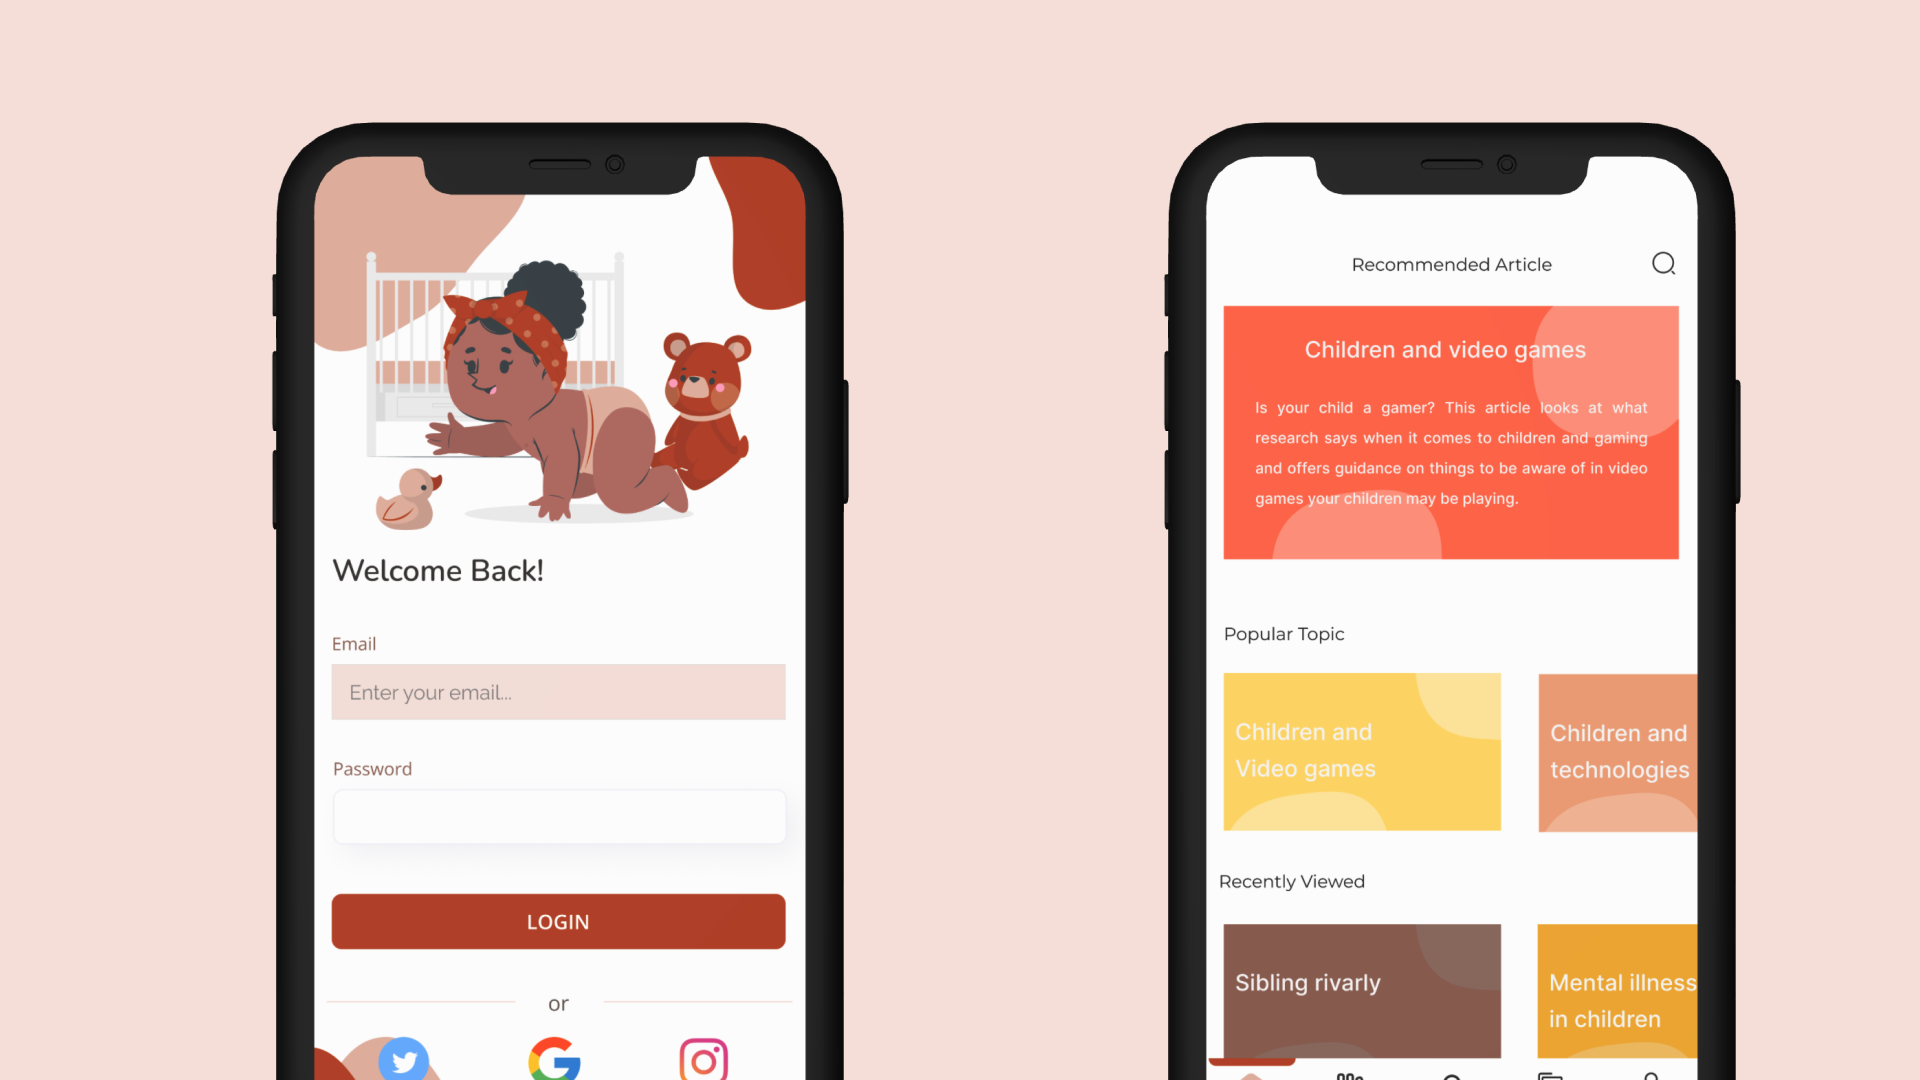 Welcome Back!
Email
Enter your email...
Password
LOGIN
or
Recommended Article
Children and video games
Is your child a gamer? This article looks at what
research says when it comes to children and gaming
and offers guidance on things to be aware of in video
games your children may be playing.
Popular Topic
Children and
Video games
Children and
technologies
Recently Viewed
Sibling rivarly
Mental illness
in children